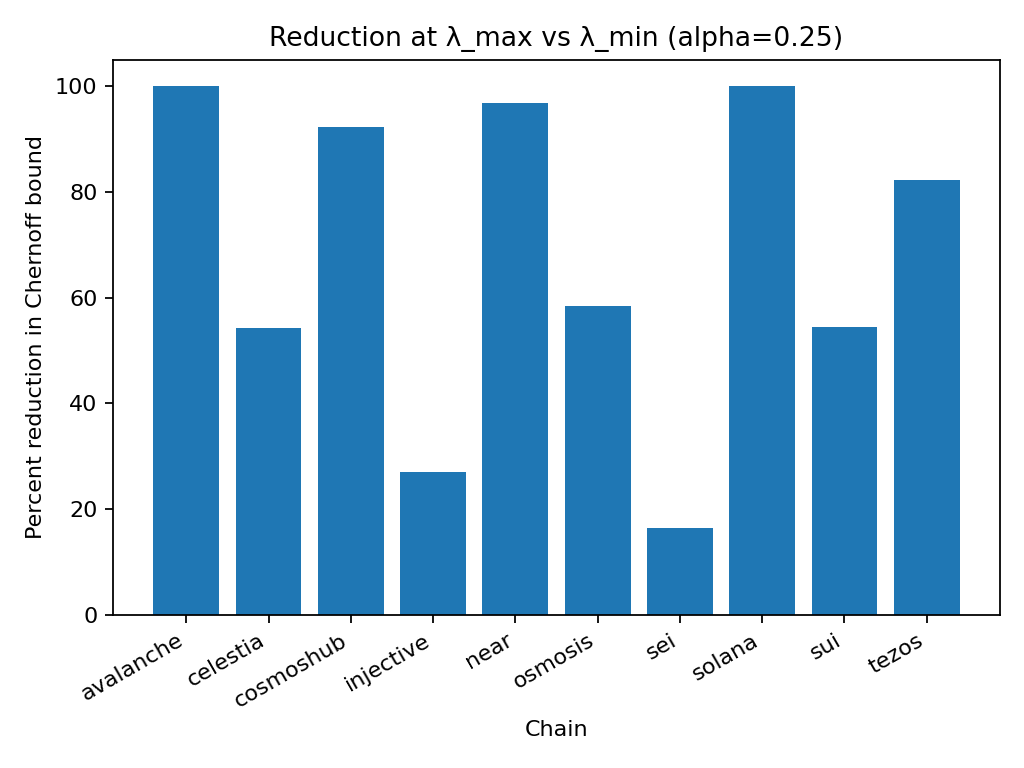 Reduction at λ_max vs λ_min (alpha=0.25)
Percent reduction in Chernoff bound
100
80
60
40
20
0
avalanche
celestia
cosmoshub
injective
near
osmosis
sei
solana
sui
tezos
Chain